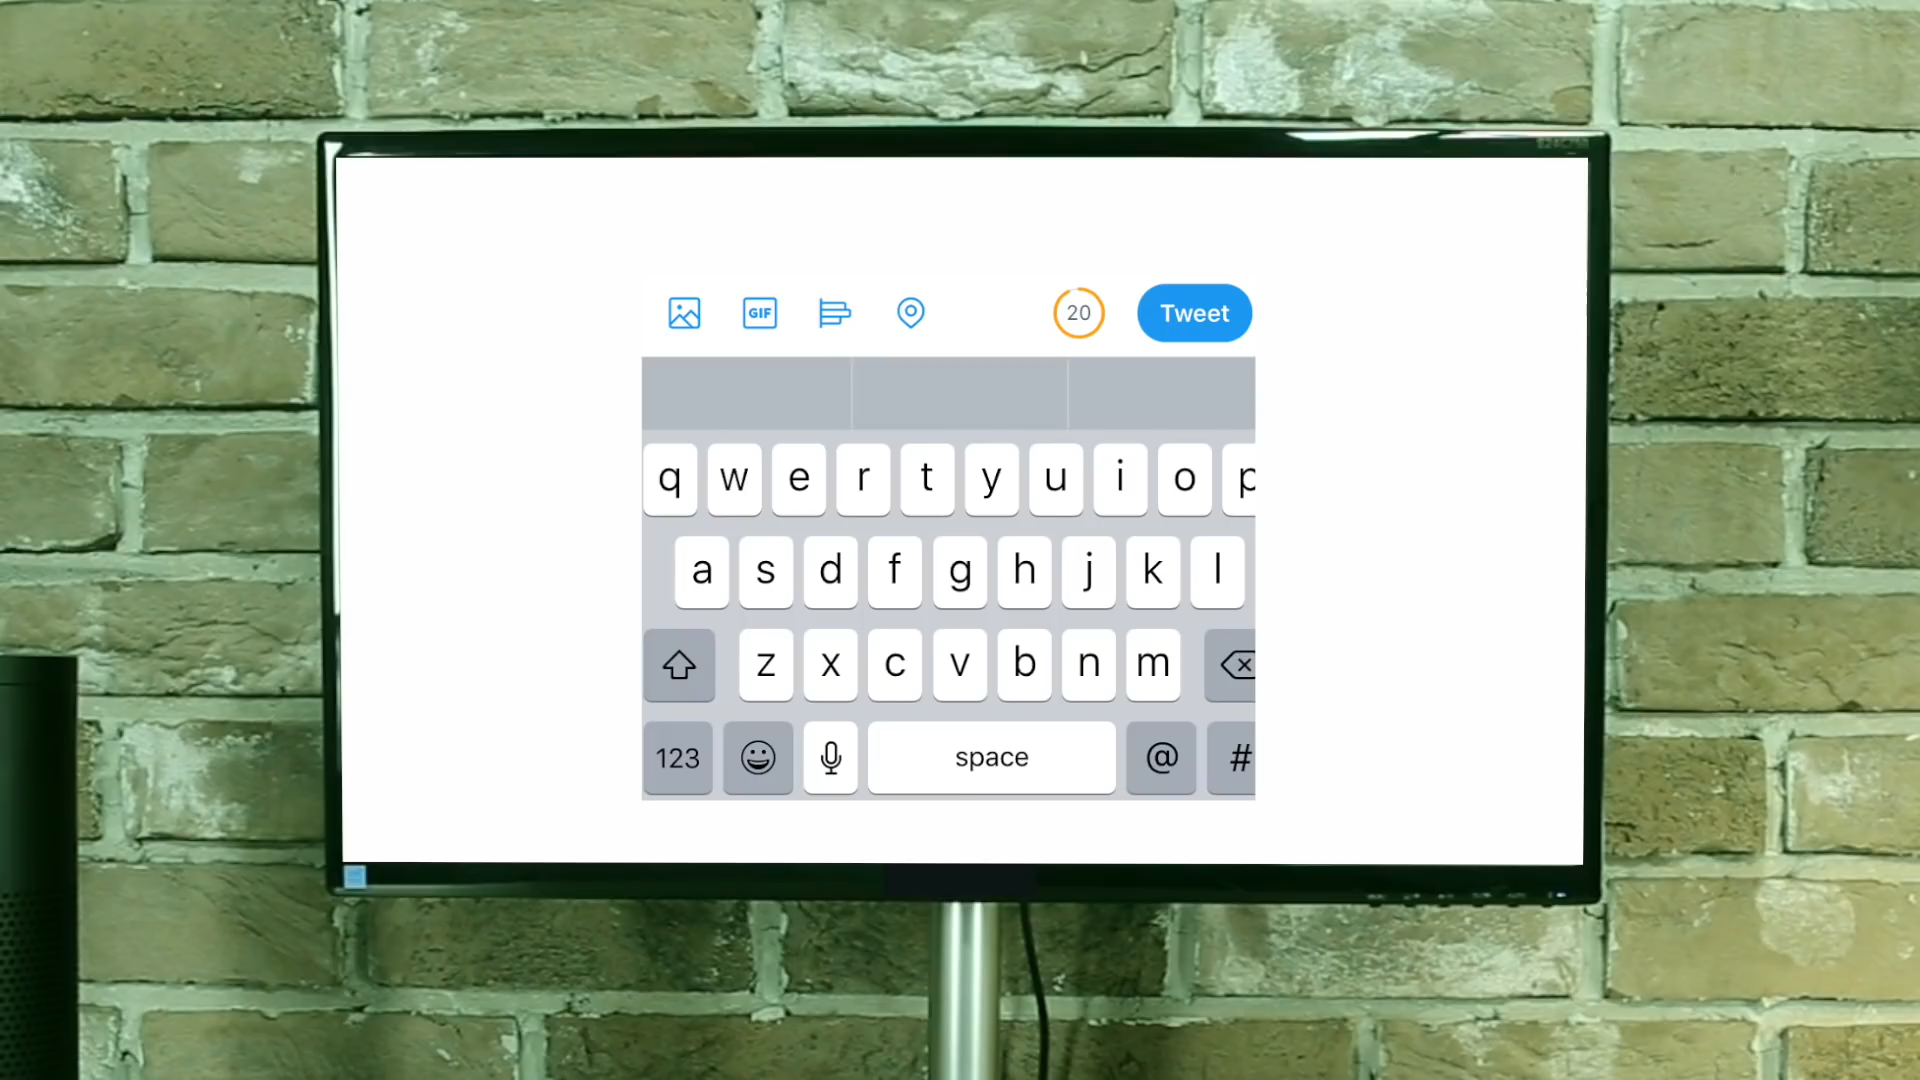 GIF
20
Tweet
q w e r t y u i o p
a s d f g h j k l
z x c v b n m
123
space
@ #